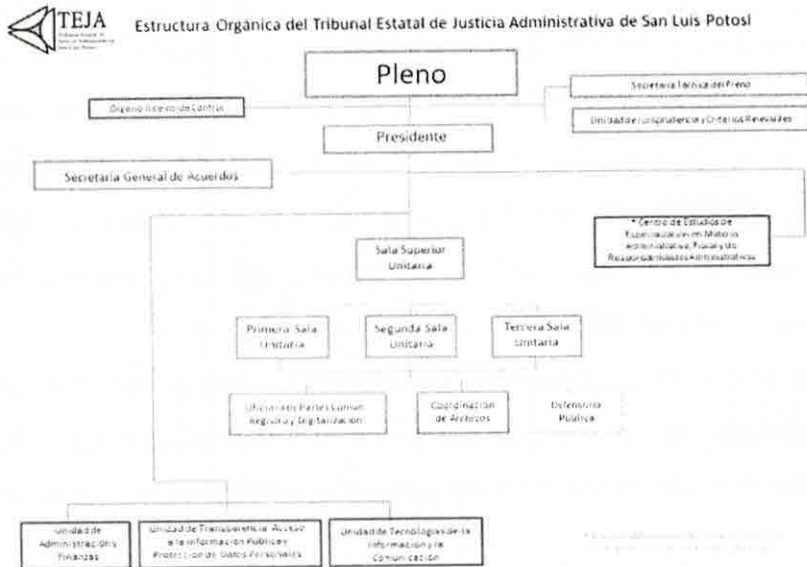 TEJA
Estructura Orgánica del Tribunal Estatal de Justicia Administrativa de San Luis Potosí
Pleno
Órgano Interno de Control
Secretaría Técnica del Pleno
Unidad de Jurisprudencia y Criterios Relevantes
Presidente
Secretaría General de Acuerdos
* Centro de Estudios de
Especialización en Materia
Administrativa, Fiscal y de
Responsabilidades Administrativas
Sala Superior
Unitaria
Primera Sala
Unitaria
Segunda Sala
Unitaria
Tercera Sala
Unitaria
Oficialía de Partes Común
Registro y Digitalización
Coordinación
de Archivos
Defensoría
Pública
Unidad de
Administración y
Finanzas
Unidad de Transparencia Acceso
a la Información Pública y
Protección de Datos Personales
Unidad de Tecnologías de la
Información y la
Comunicación